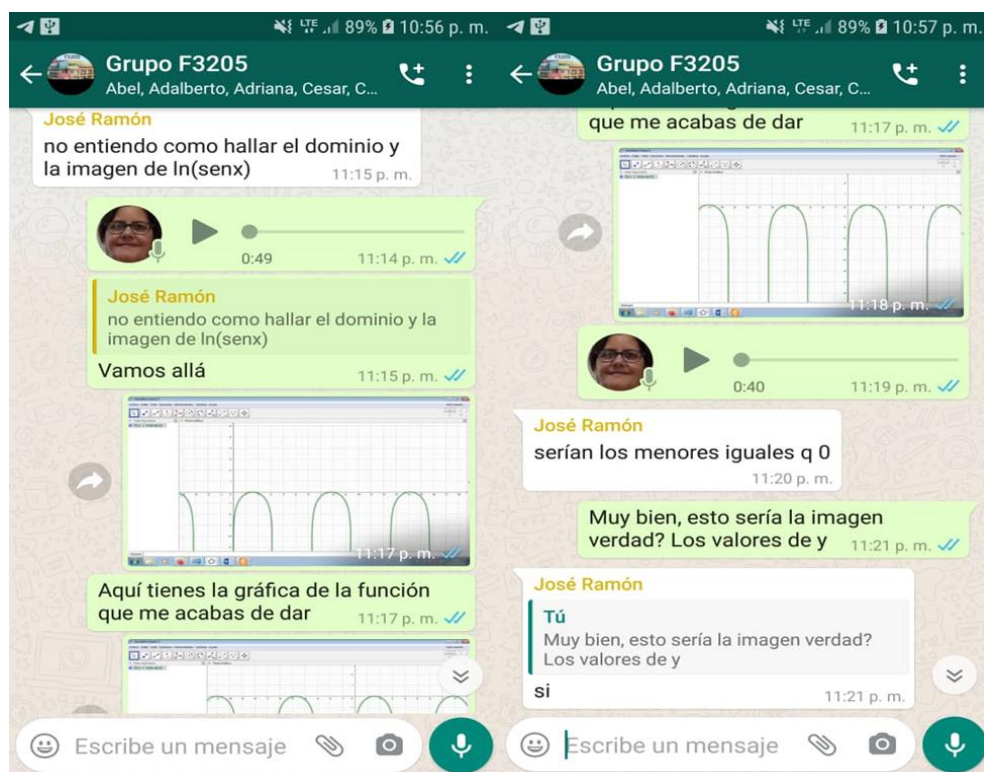 LTE 89% 10:56 p. m.
Grupo F3205
Abel, Adalberto, Adriana, Cesar, C...
José Ramón
no entiendo como hallar el dominio y
la imagen de ln(senx)
11:15 p. m.
0:49
11:14 p. m.
José Ramón
no entiendo como hallar el dominio y la
imagen de ln(senx)
Vamos allá
11:15 p. m.
11:17 p. m.
Aquí tienes la gráfica de la función
que me acabas de dar
11:17 p. m.
Escribe un mensaje
LTE 89% 10:57 p. m.
Grupo F3205
Abel, Adalberto, Adriana, Cesar, C...
que me acabas de dar
11:17 p. m.
11:18 p. m.
0:40
11:19 p. m.
José Ramón
serían los menores iguales q 0
11:20 p. m.
Muy bien, esto sería la imagen
verdad? Los valores de y
11:21 p. m.
José Ramón
Tú
Muy bien, esto sería la imagen verdad?
Los valores de y
si
11:21 p. m.
Escribe un mensaje